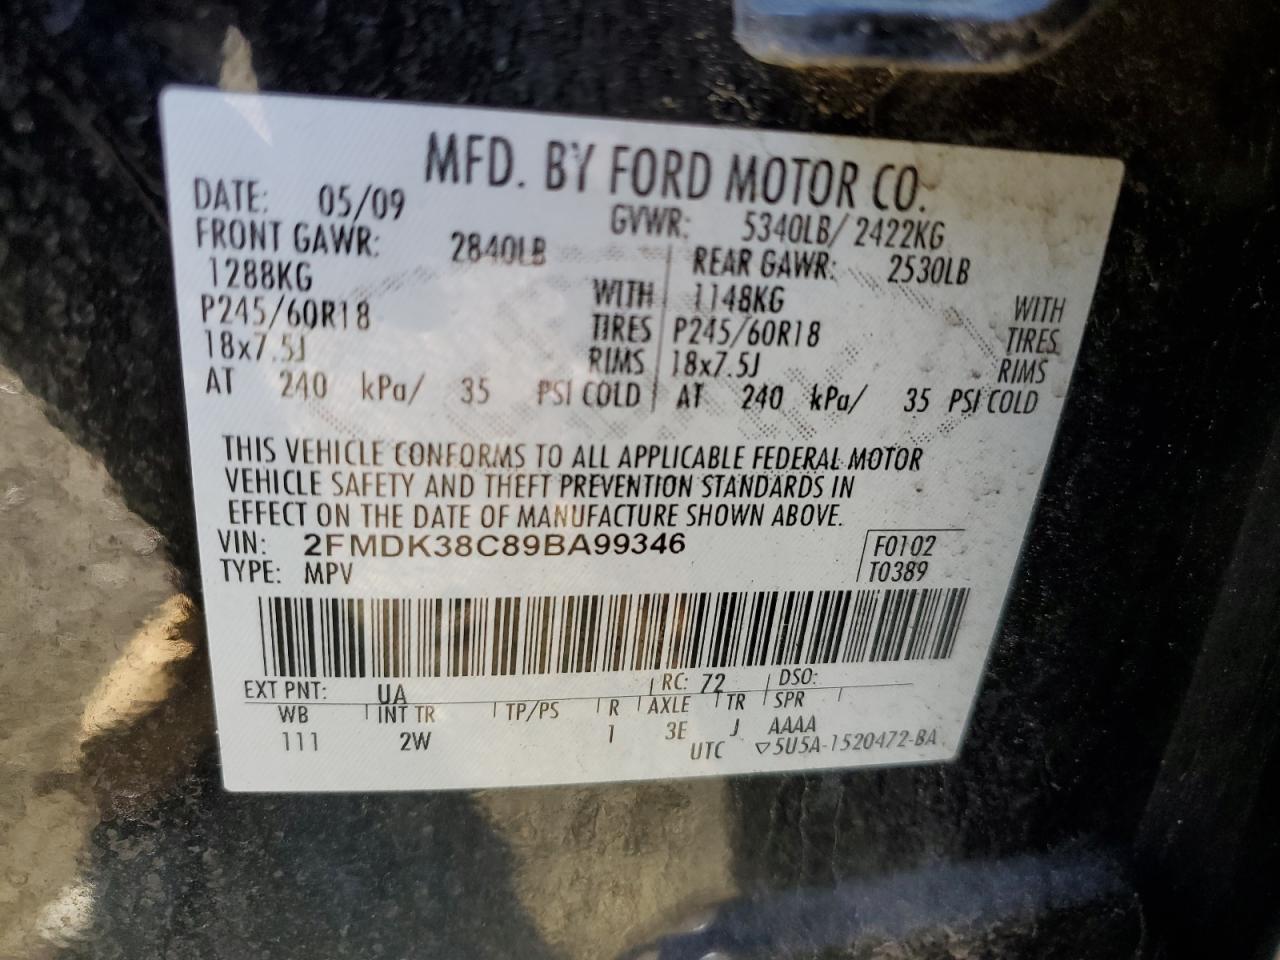 MFD. BY FORD MOTOR CO.
DATE: 05/09 GVWR: 5340LB/ 2422KG
FRONT GAWR: 2840LB REAR GAWR: 2530LB
1288KG WITH 1148KG WITH
P245/60R18 TIRES P245/60R18 TIRES
18x7.5J RIMS 18x7.5J RIMS
AT 240 kPa/ 35 PSI COLD AT 240 kPa/ 35 PSI COLD
THIS VEHICLE CONFORMS TO ALL APPLICABLE FEDERAL MOTOR
VEHICLE SAFETY AND THEFT PREVENTION STANDARDS IN
EFFECT ON THE DATE OF MANUFACTURE SHOWN ABOVE.
VIN: 2FMDK38C89BA99346 F0102
TYPE: MPV T0389
EXT PNT: UA RC: 72 DSO:
WB INT TR TP/PS R AXLE TR SPR
111 2W 1 3E J AAAA
UTC ▽5U5A-1520472-BA